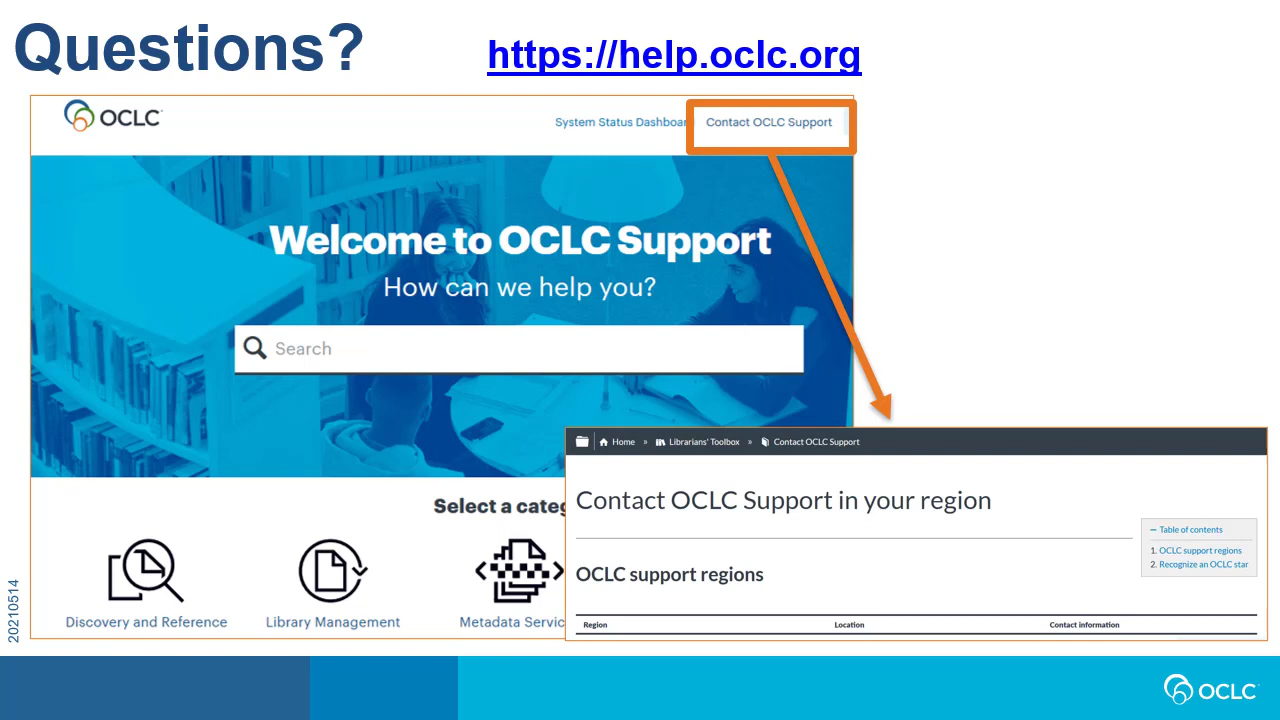 Questions?
https://help.oclc.org
OCLC
System Status Dashboar
Contact OCLC Support
Welcome to OCLC Support
How can we help you?
Search
Home » Librarians' Toolbox » Contact OCLC Support
Contact OCLC Support in your region
Select a categ
− Table of contents
1. OCLC support regions
2. Recognize an OCLC star
OCLC support regions
Discovery and Reference
Library Management
Metadata Servic
Region Location Contact information
20210514
OCLC